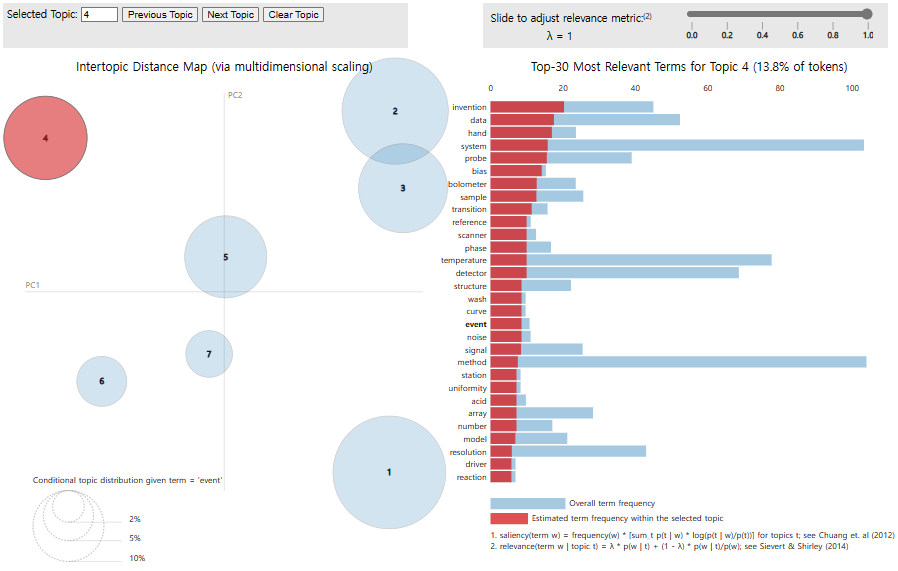 Selected Topic: 4 Previous Topic Next Topic Clear Topic
Slide to adjust relevance metric:(2)
λ = 1
0.0 0.2 0.4 0.6 0.8 1.0
Intertopic Distance Map (via multidimensional scaling)
PC2
PC1
4
2
3
5
7
6
1
Conditional topic distribution given term = 'event'
2%
5%
10%
Top-30 Most Relevant Terms for Topic 4 (13.8% of tokens)
0 20 40 60 80 100
invention
data
hand
system
probe
bias
bolometer
sample
transition
reference
scanner
phase
temperature
detector
structure
wash
curve
event
noise
signal
method
station
uniformity
acid
array
number
model
resolution
driver
reaction
Overall term frequency
Estimated term frequency within the selected topic
1. saliency(term w) = frequency(w) * [sum_t p(t | w) * log(p(t | w)/p(t))] for topics t; see Chuang et. al (2012)
2. relevance(term w | topic t) = λ * p(w | t) + (1 - λ) * p(w | t)/p(w); see Sievert & Shirley (2014)